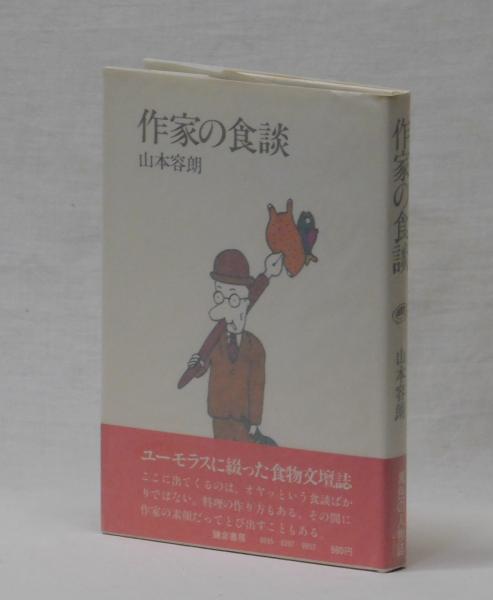 作家の食談
山本容朗
ユーモラスに綴った食物文壇誌
ここに出てくるのは、オヤッという食談ばか
りではない。料理の作り方もある。その間に
作家の素顔だってとび出すこともある。
鎌倉書房
980円
作家の食談
山本容朗